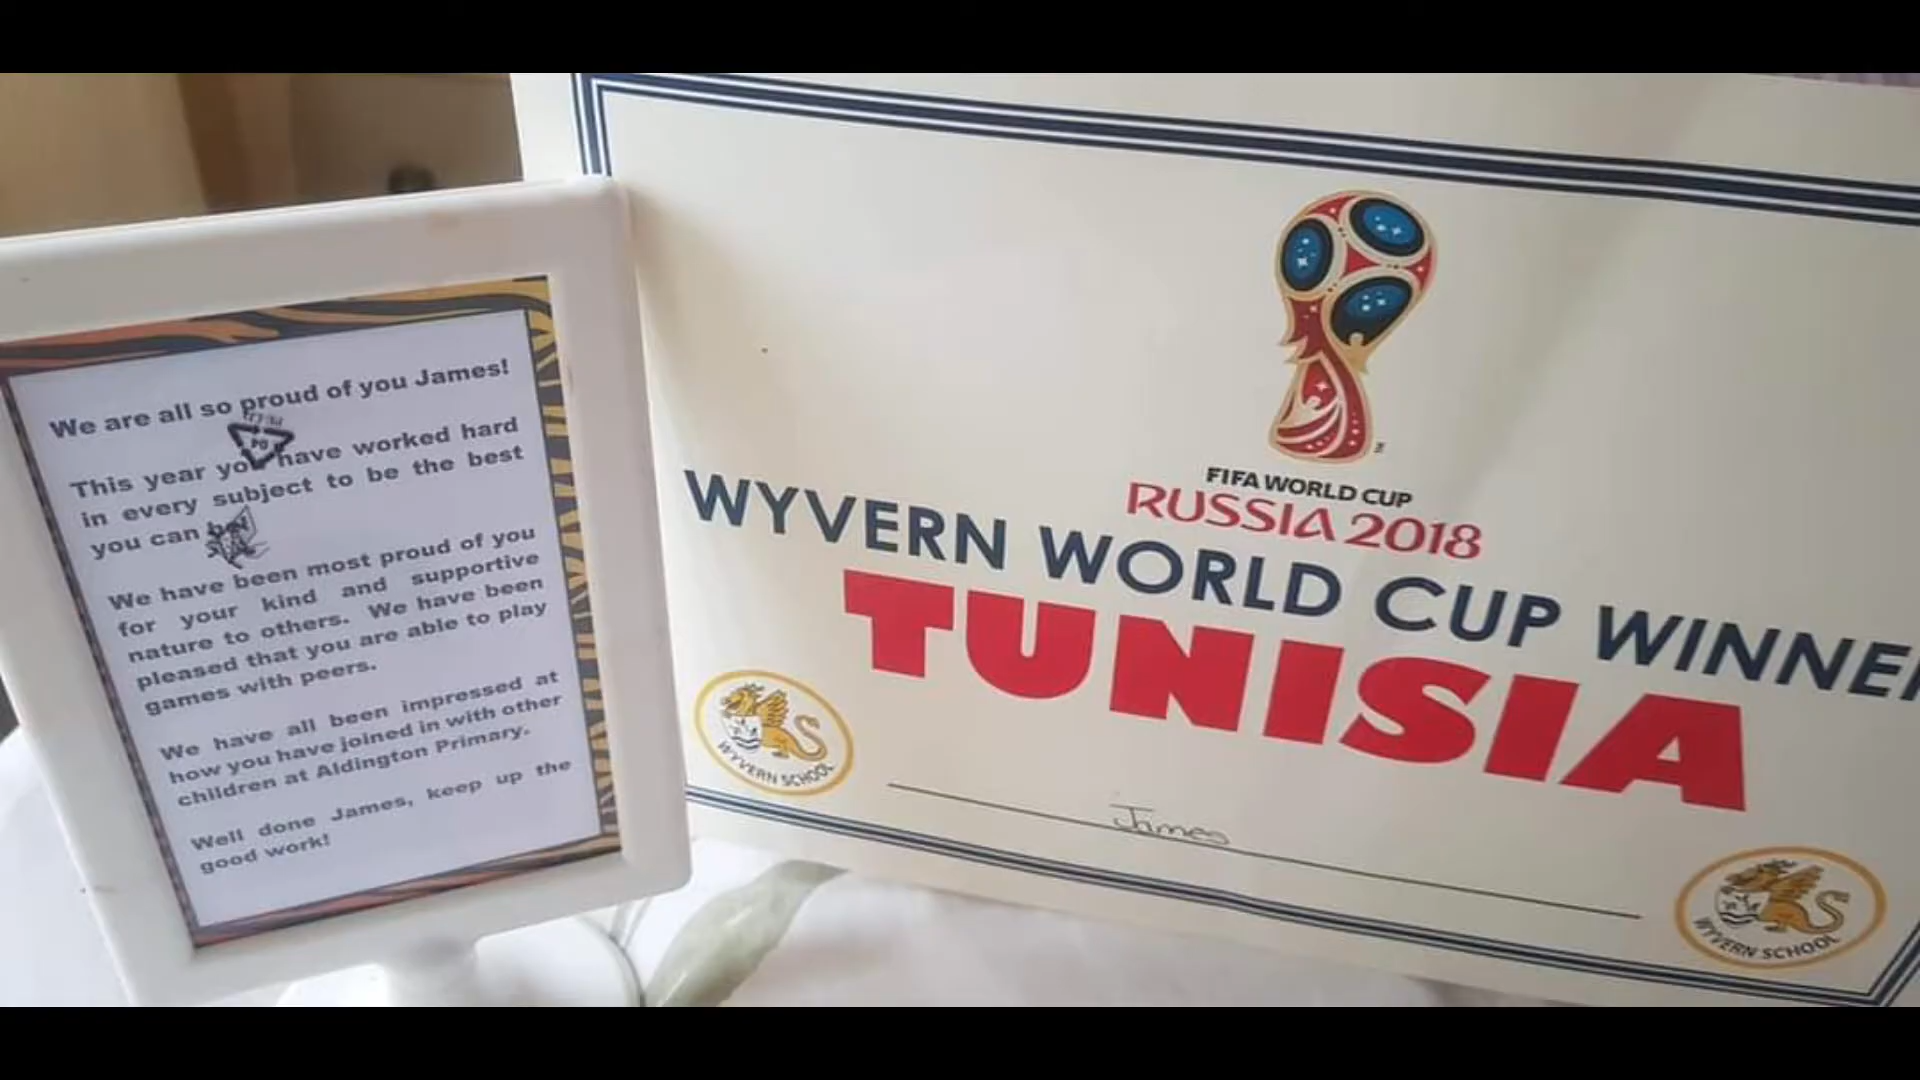 We are all so proud of you James!
This year you have worked hard
in every subject to be the best
you can be!
We have been most proud of you
for your kind and supportive
nature to others. We have been
pleased that you are able to play
games with peers.
We have all been impressed at
how you have joined in with other
children at Aldington Primary.
Well done James, keep up the
good work!
FIFA WORLD CUP
RUSSIA 2018
WYVERN WORLD CUP WINNER
TUNISIA
WYVERN SCHOOL
James
WYVERN SCHOOL